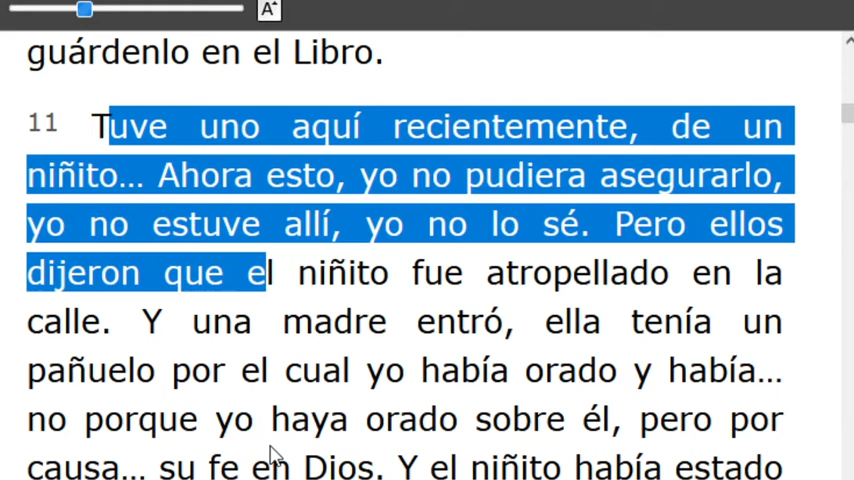 A
guárdenlo en el Libro.
11 Tuve uno aquí recientemente, de un
niñito... Ahora esto, yo no pudiera asegurarlo,
yo no estuve allí, yo no lo sé. Pero ellos
dijeron que el niñito fue atropellado en la
calle. Y una madre entró, ella tenía un
pañuelo por el cual yo había orado y había...
no porque yo haya orado sobre él, pero por
causa... su fe en Dios. Y el niñito había estado